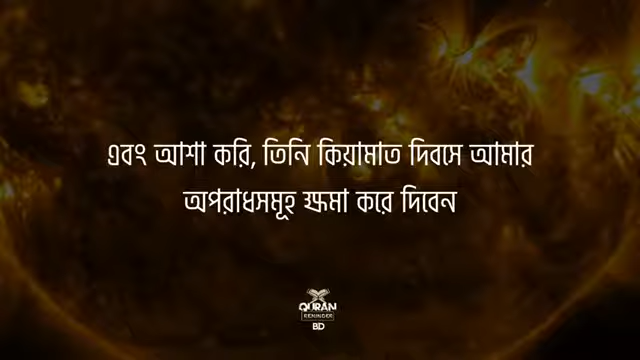 এবং আশা করি, তিনি কিয়ামাত দিবসে আমার
অপরাধসমূহ ক্ষমা করে দিবেন
QURAN
REMINDER
BD